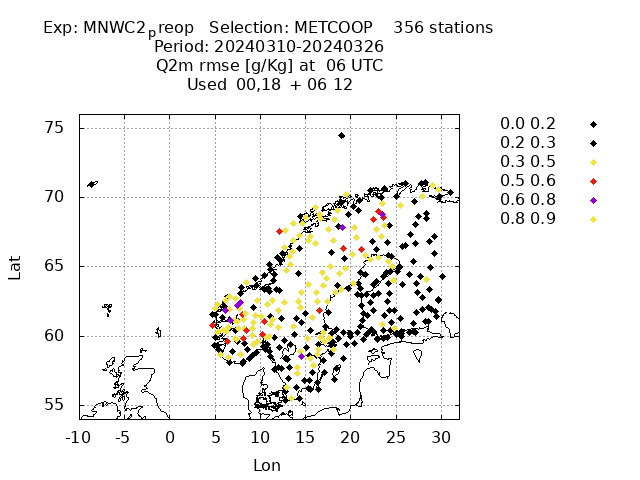 Exp: MNWC2preop Selection: METCOOP 356 stations
Period: 20240310-20240326
Q2m rmse [g/Kg] at 06 UTC
Used 00,18 + 06 12
0.0 0.2
0.2 0.3
0.3 0.5
0.5 0.6
0.6 0.8
0.8 0.9
75
70
65
60
55
Lat
-10 -5 0 5 10 15 20 25 30
Lon